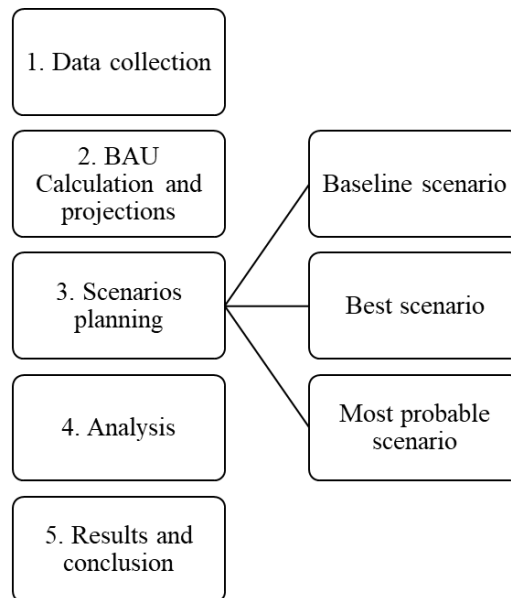 1. Data collection
2. BAU
Calculation and
projections
Baseline scenario
3. Scenarios
planning
Best scenario
4. Analysis
Most probable
scenario
5. Results and
conclusion